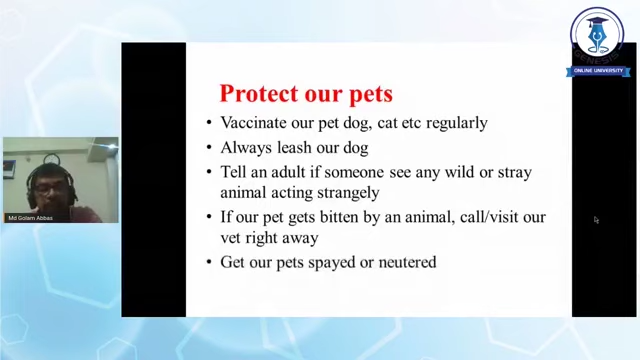 Protect our pets
• Vaccinate our pet dog, cat etc regularly
• Always leash our dog
• Tell an adult if someone see any wild or stray
animal acting strangely
• If our pet gets bitten by an animal, call/visit our
vet right away
• Get our pets spayed or neutered
Md Golam Abbas
GENESIS
ONLINE UNIVERSITY